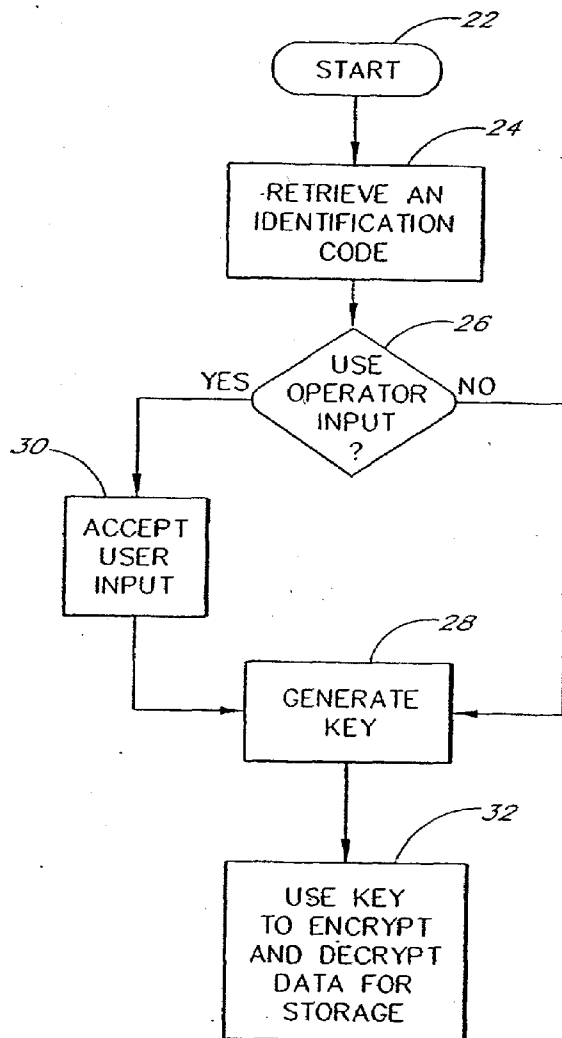 22
START
24
RETRIEVE AN
IDENTIFICATION
CODE
26
USE
OPERATOR
INPUT
?
YES
NO
30
ACCEPT
USER
INPUT
28
GENERATE
KEY
32
USE KEY
TO ENCRYPT
AND DECRYPT
DATA FOR
STORAGE